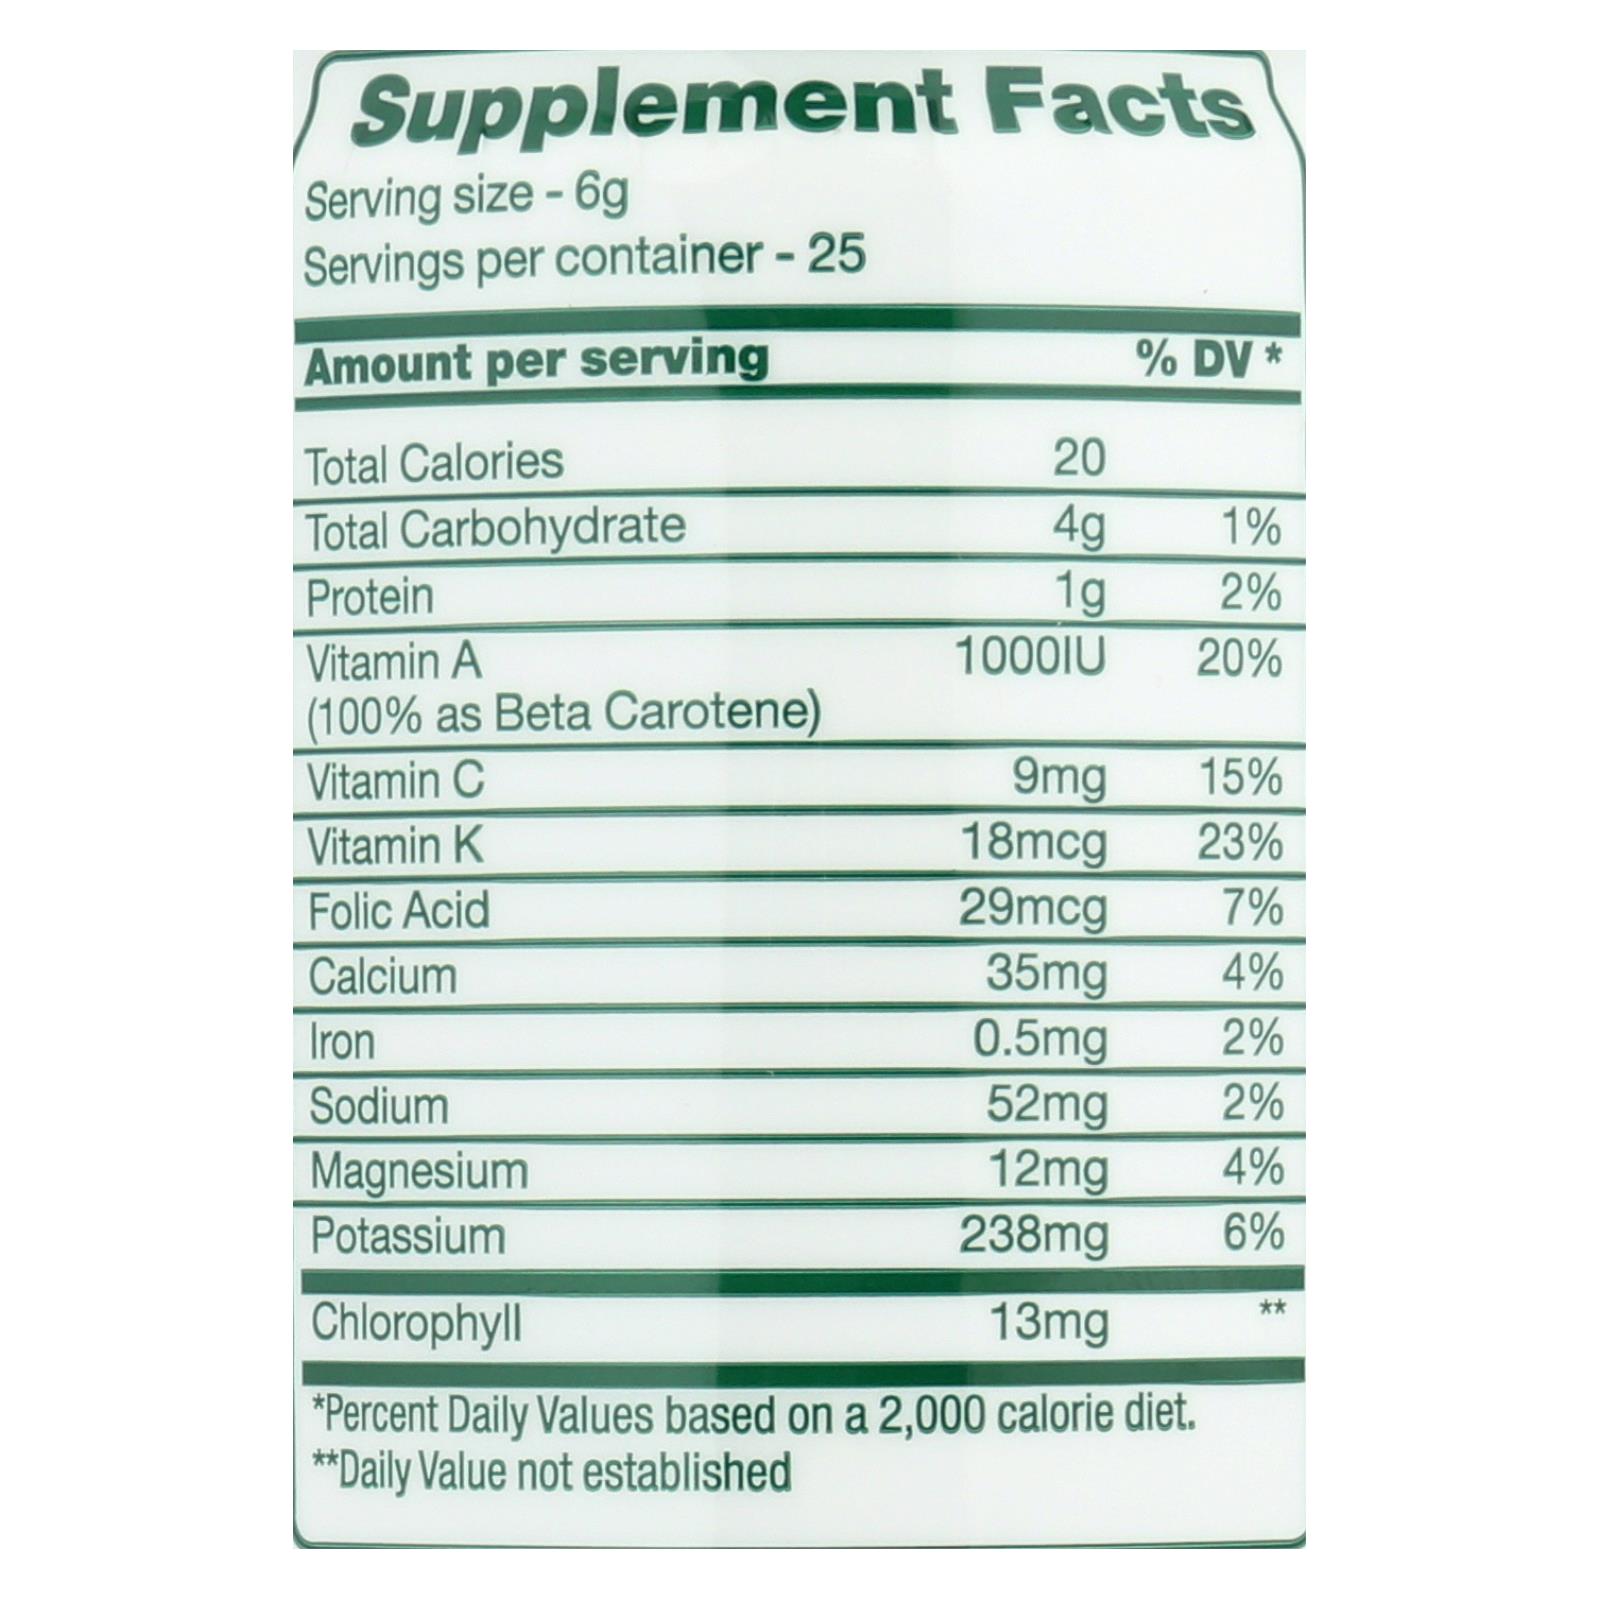 Supplement Facts
Serving size - 6g
Servings per container - 25
Amount per serving % DV *
Total Calories 20
Total Carbohydrate 4g 1%
Protein 1g 2%
Vitamin A 1000IU 20%
(100% as Beta Carotene)
Vitamin C 9mg 15%
Vitamin K 18mcg 23%
Folic Acid 29mcg 7%
Calcium 35mg 4%
Iron 0.5mg 2%
Sodium 52mg 2%
Magnesium 12mg 4%
Potassium 238mg 6%
Chlorophyll 13mg **
*Percent Daily Values based on a 2,000 calorie diet.
**Daily Value not established